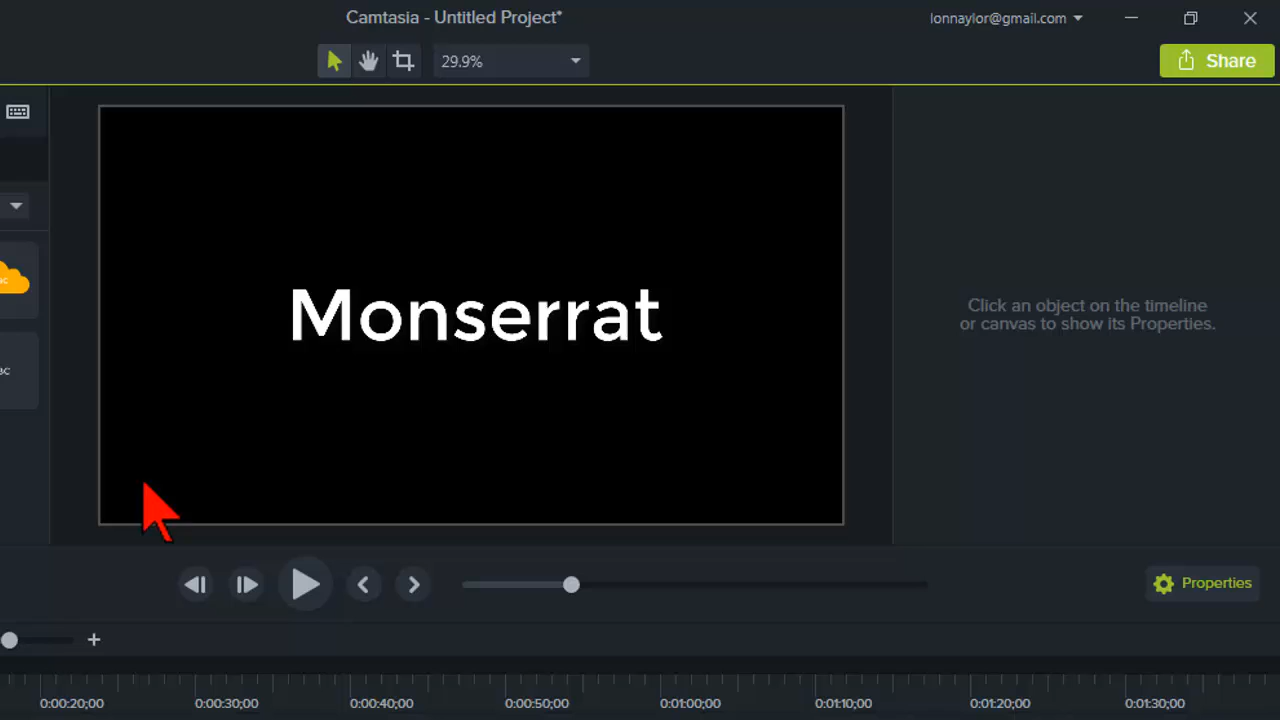 Camtasia - Untitled Project*
lonnaylor@gmail.com
29.9%
Share
Monserrat
Click an object on the timeline
or canvas to show its Properties.
Properties
0:00:20;00 0:00:30;00 0:00:40;00 0:00:50;00 0:01:00;00 0:01:10;00 0:01:20;00 0:01:30;00